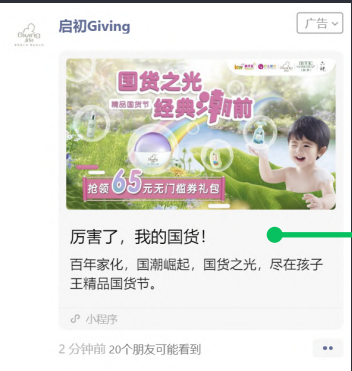 Giving
启初Giving
广告
国货之光
精品国货节
经典潮前
抢领65元无门槛券礼包
厉害了，我的国货！
百年家化，国潮崛起，国货之光，尽在孩子
王精品国货节。
小程序
2 分钟前 20个朋友可能看到